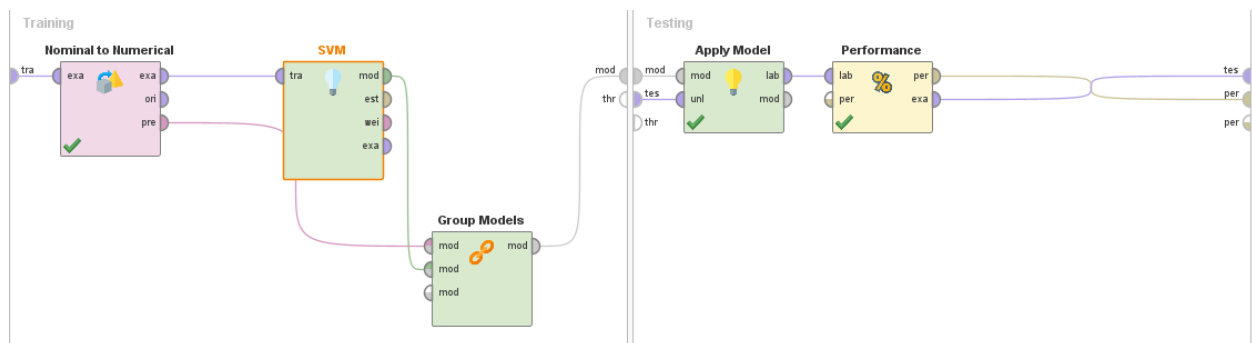 Training
Testing
Nominal to Numerical
SVM
Apply Model
Performance
tra
exa
exa
ori
pre
tra
mod
est
wei
exa
Group Models
mod
mod
mod
mod
mod
thr
mod
tes
thr
mod
unl
lab
mod
lab
per
%
per
exa
tes
per
per